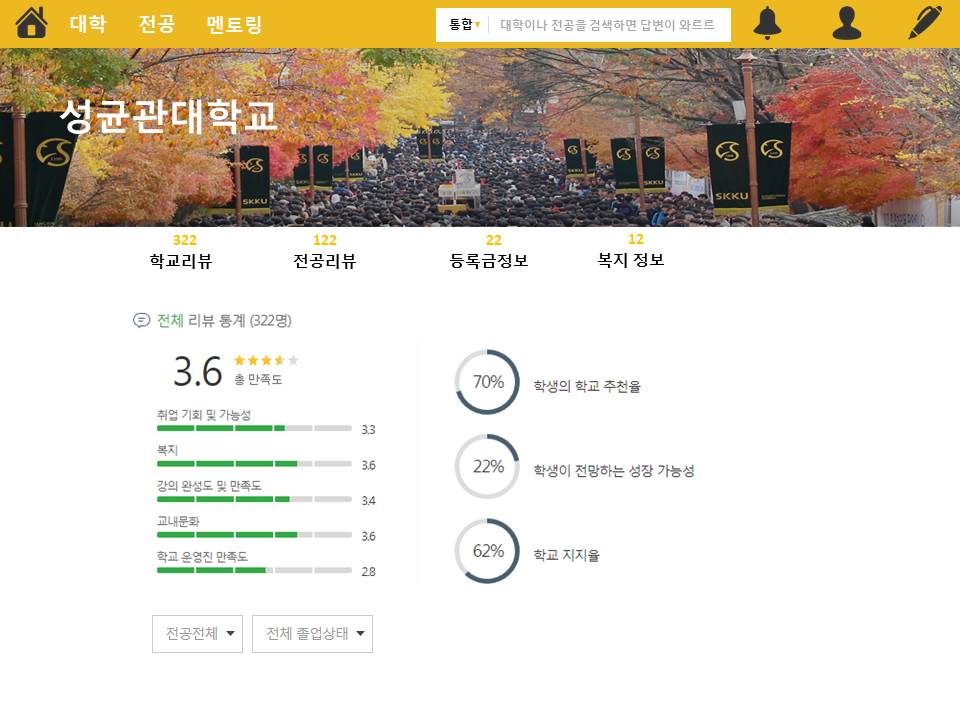 대학 전공 멘토링 통합▾ 대학이나 전공을 검색하면 답변이 와르르
성균관대학교
SKKU SKKU SKKU SKKU SKKU
322 122 22 12
학교리뷰 전공리뷰 등록금정보 복지 정보
전체 리뷰 통계 (322명)
3.6 총 만족도
취업 기회 및 가능성 3.3
복지 3.6
강의 완성도 및 만족도 3.4
교내문화 3.6
학교 운영진 만족도 2.8
70% 학생의 학교 추천율
22% 학생이 전망하는 성장 가능성
62% 학교 지지율
전공전체 전체 졸업상태